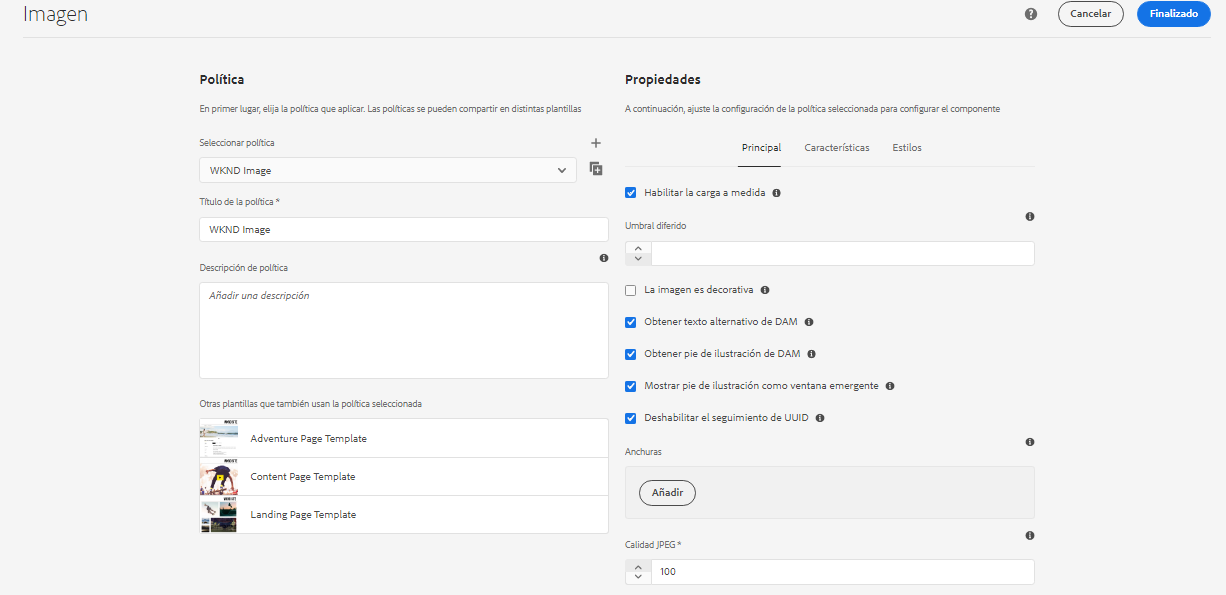 Imagen
Cancelar
Finalizado
Política
En primer lugar, elija la política que aplicar. Las políticas se pueden compartir en distintas plantillas
Seleccionar política
WKND Image
Título de la política *
WKND Image
Descripción de política
Añadir una descripción
Otras plantillas que también usan la política seleccionada
Adventure Page Template
Content Page Template
Landing Page Template
Propiedades
A continuación, ajuste la configuración de la política seleccionada para configurar el componente
Principal
Características
Estilos
Habilitar la carga a medida
Umbral diferido
La imagen es decorativa
Obtener texto alternativo de DAM
Obtener pie de ilustración de DAM
Mostrar pie de ilustración como ventana emergente
Deshabilitar el seguimiento de UUID
Anchuras
Añadir
Calidad JPEG *
100